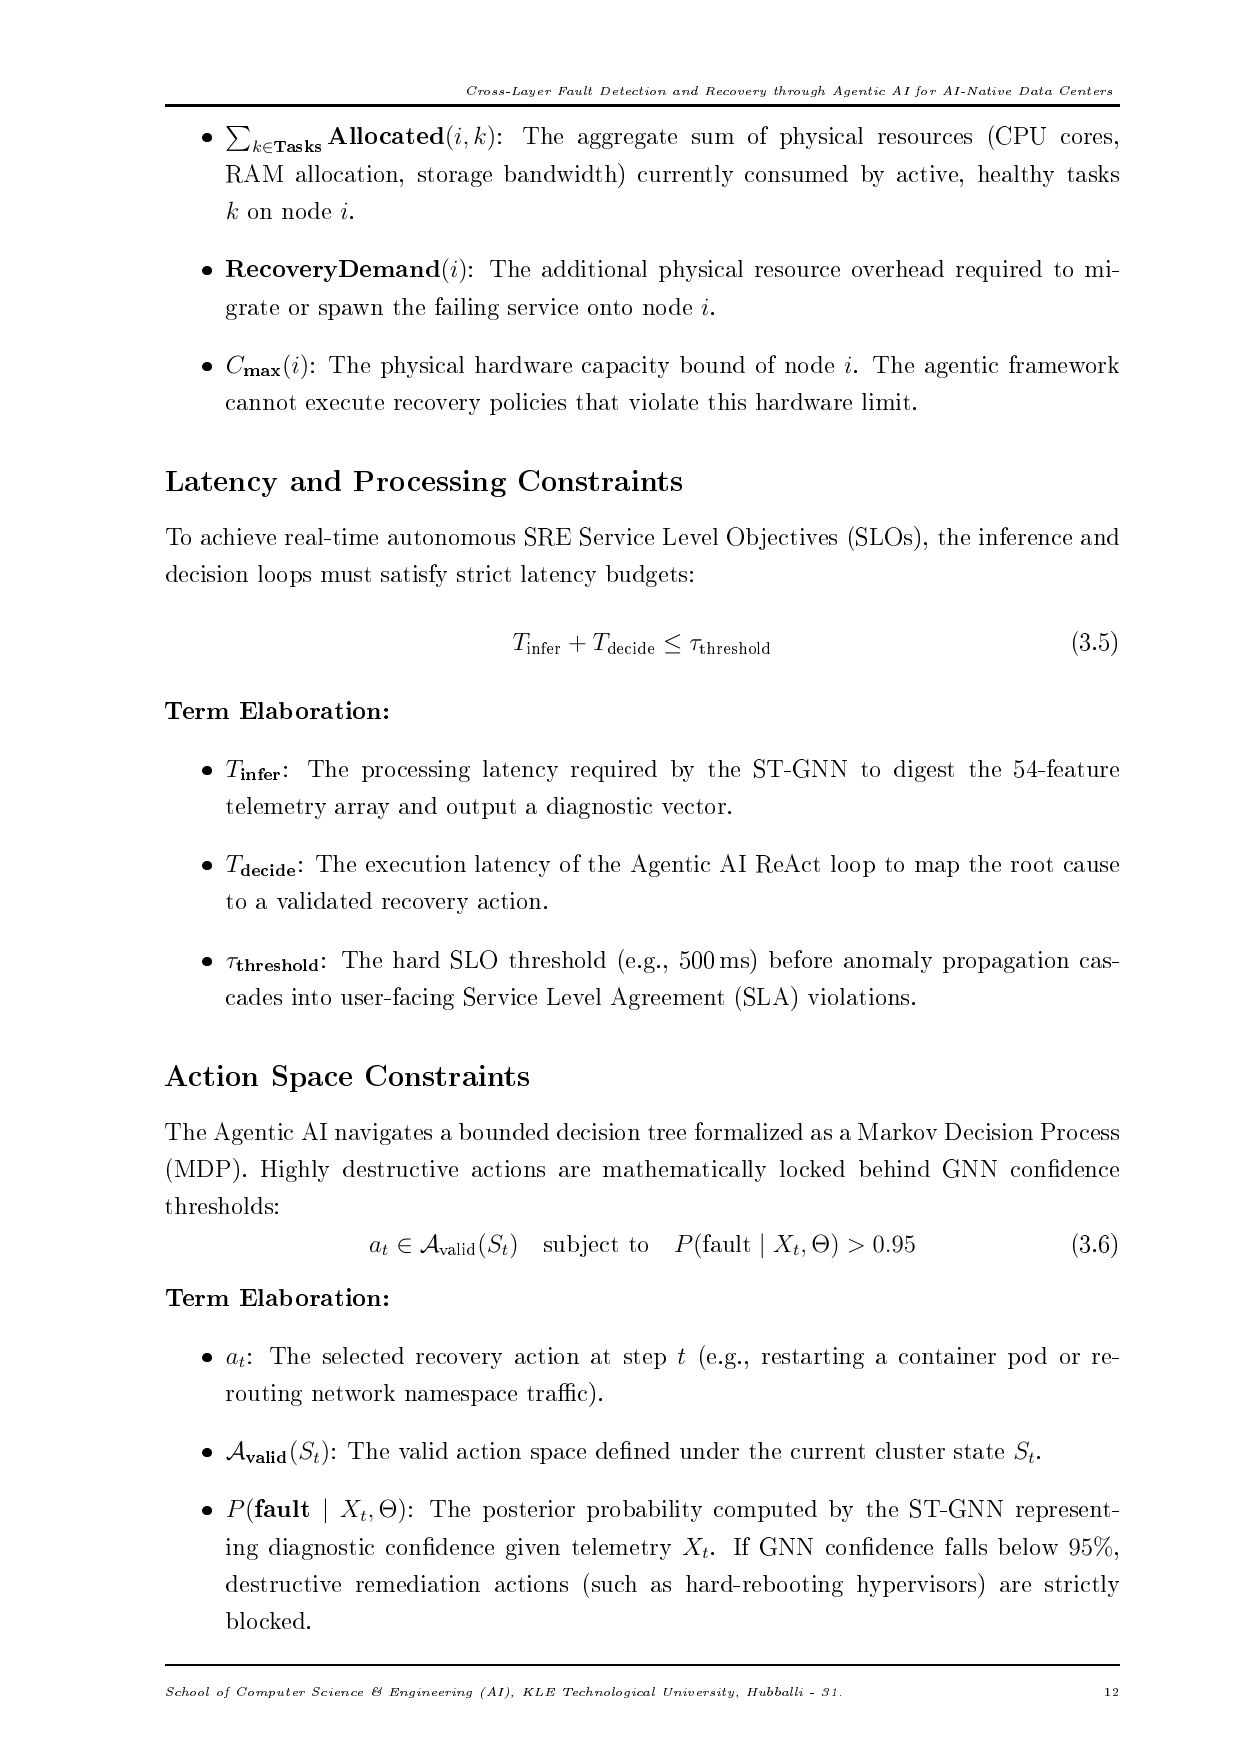 Cross-Layer Fault Detection and Recovery through Agentic AI for AI-Native Data Centers
• ∑k∈Tasks Allocated(i, k): The aggregate sum of physical resources (CPU cores,
RAM allocation, storage bandwidth) currently consumed by active, healthy tasks
k on node i.
• RecoveryDemand(i): The additional physical resource overhead required to mi-
grate or spawn the failing service onto node i.
• Cmax(i): The physical hardware capacity bound of node i. The agentic framework
cannot execute recovery policies that violate this hardware limit.
Latency and Processing Constraints
To achieve real-time autonomous SRE Service Level Objectives (SLOs), the inference and
decision loops must satisfy strict latency budgets:
Tinfer + Tdecide ≤ τthreshold (3.5)
Term Elaboration:
• Tinfer: The processing latency required by the ST-GNN to digest the 54-feature
telemetry array and output a diagnostic vector.
• Tdecide: The execution latency of the Agentic AI ReAct loop to map the root cause
to a validated recovery action.
• τthreshold: The hard SLO threshold (e.g., 500 ms) before anomaly propagation cas-
cades into user-facing Service Level Agreement (SLA) violations.
Action Space Constraints
The Agentic AI navigates a bounded decision tree formalized as a Markov Decision Process
(MDP). Highly destructive actions are mathematically locked behind GNN confidence
thresholds:
at ∈ 𝒜valid(St) subject to P(fault | Xt, Θ) > 0.95 (3.6)
Term Elaboration:
• at: The selected recovery action at step t (e.g., restarting a container pod or re-
routing network namespace traffic).
• 𝒜valid(St): The valid action space defined under the current cluster state St.
• P(fault | Xt, Θ): The posterior probability computed by the ST-GNN represent-
ing diagnostic confidence given telemetry Xt. If GNN confidence falls below 95%,
destructive remediation actions (such as hard-rebooting hypervisors) are strictly
blocked.
School of Computer Science & Engineering (AI), KLE Technological University, Hubballi - 31. 12